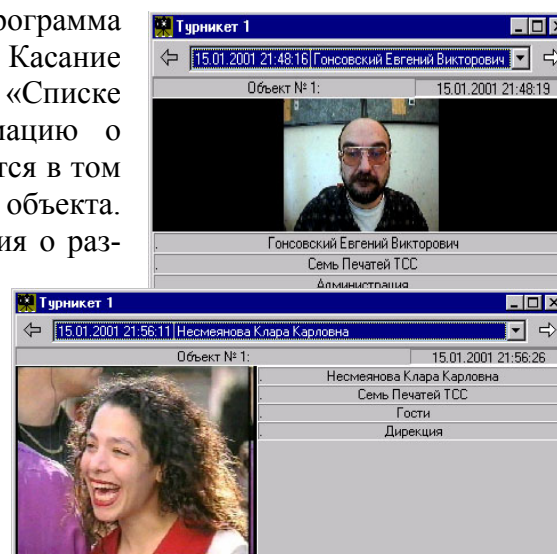 рограмма
Касание
«Списке
мацию о
тся в том
объекта.
ия о раз-
Турникет 1
15.01.2001 21:48:16 Гонсовский Евгений Викторович
Объект № 1: 15.01.2001 21:48:19
. Гонсовский Евгений Викторович
. Семь Печатей ТСС
Администрация
Турникет 1
15.01.2001 21:56:11 Несмеянова Клара Карловна
Объект № 1: 15.01.2001 21:56:26
. Несмеянова Клара Карловна
. Семь Печатей ТСС
. Гости
. Дирекция